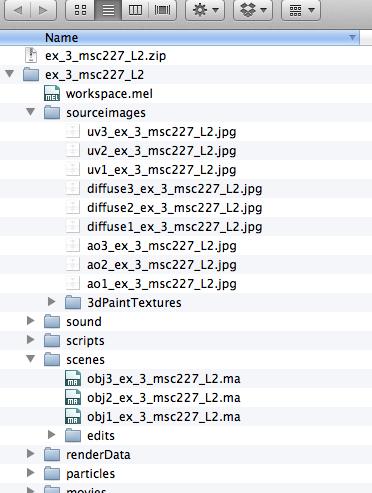 Name
ex_3_msc227_L2.zip
ex_3_msc227_L2
workspace.mel
sourceimages
uv3_ex_3_msc227_L2.jpg
uv2_ex_3_msc227_L2.jpg
uv1_ex_3_msc227_L2.jpg
diffuse3_ex_3_msc227_L2.jpg
diffuse2_ex_3_msc227_L2.jpg
diffuse1_ex_3_msc227_L2.jpg
ao3_ex_3_msc227_L2.jpg
ao2_ex_3_msc227_L2.jpg
ao1_ex_3_msc227_L2.jpg
3dPaintTextures
sound
scripts
scenes
obj3_ex_3_msc227_L2.ma
obj2_ex_3_msc227_L2.ma
obj1_ex_3_msc227_L2.ma
edits
renderData
particles
movies